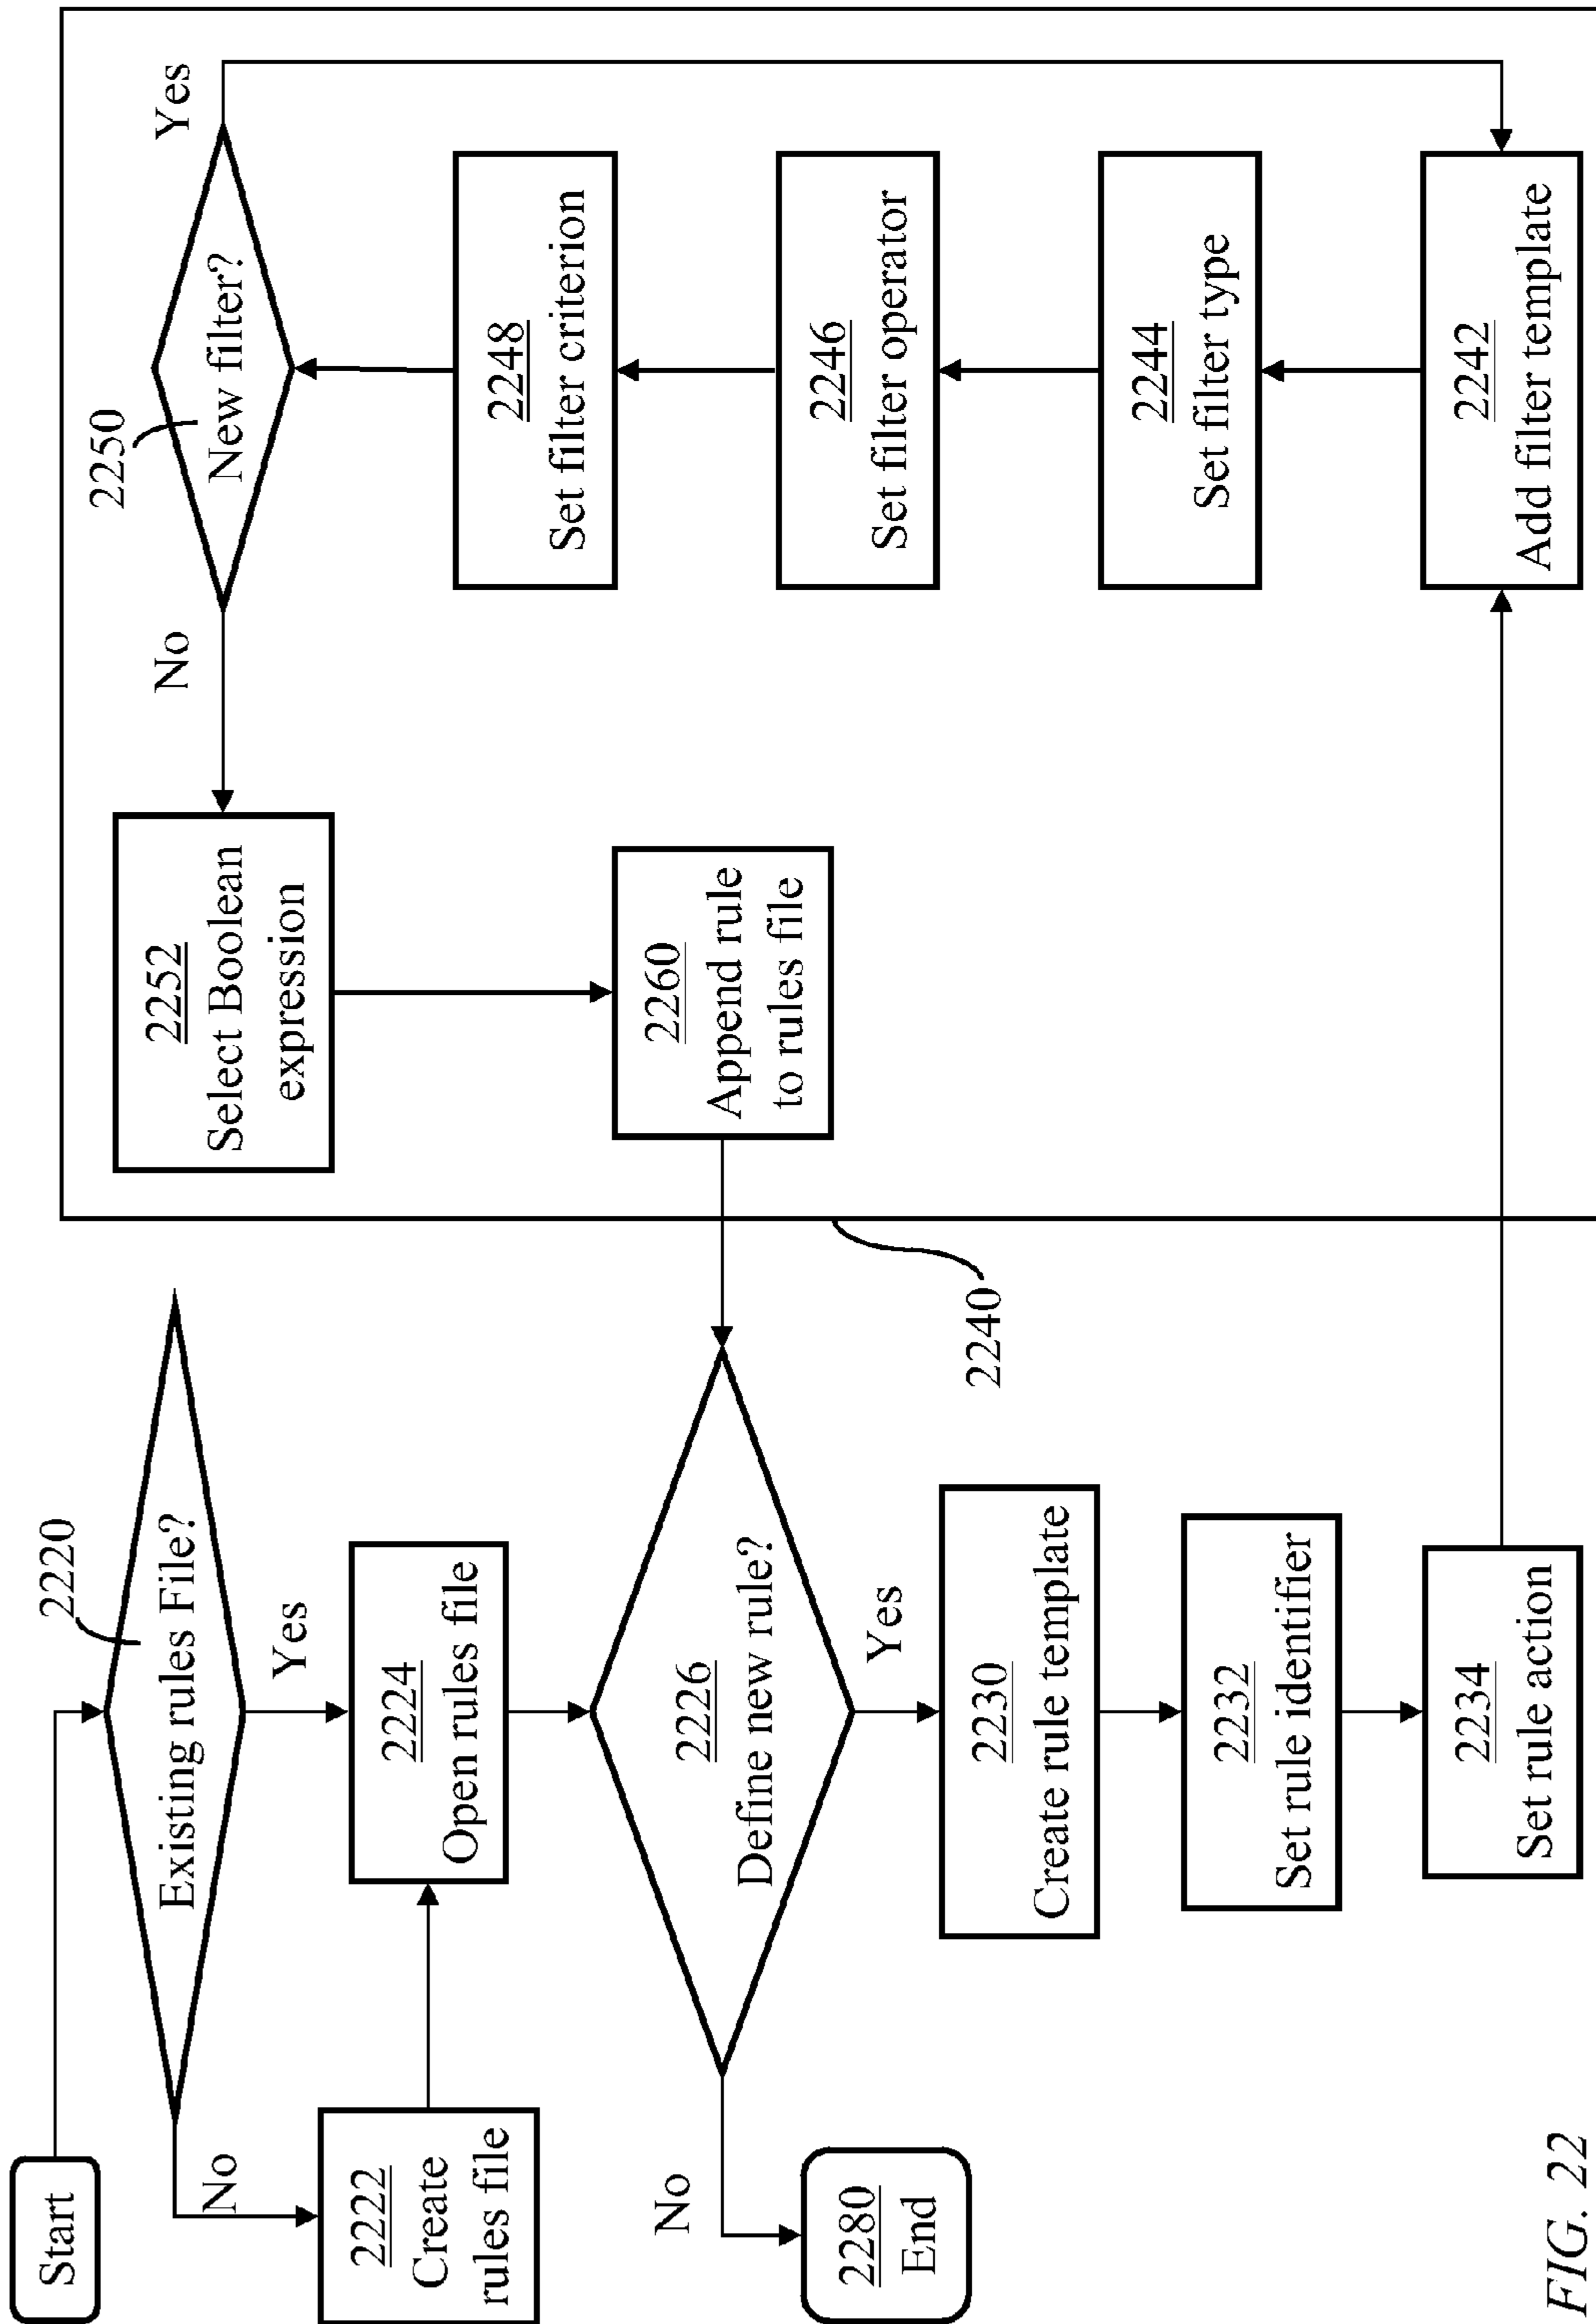 Start
2220
Existing rules File?
No
Yes
2222
Create
rules file
2224
Open rules file
2226
Define new rule?
No
Yes
2280
End
2230
Create rule template
2232
Set rule identifier
2234
Set rule action
2240
2242
Add filter template
2244
Set filter type
2246
Set filter operator
2248
Set filter criterion
2250
New filter?
Yes
No
2252
Select Boolean
expression
2260
Append rule
to rules file
FIG. 22